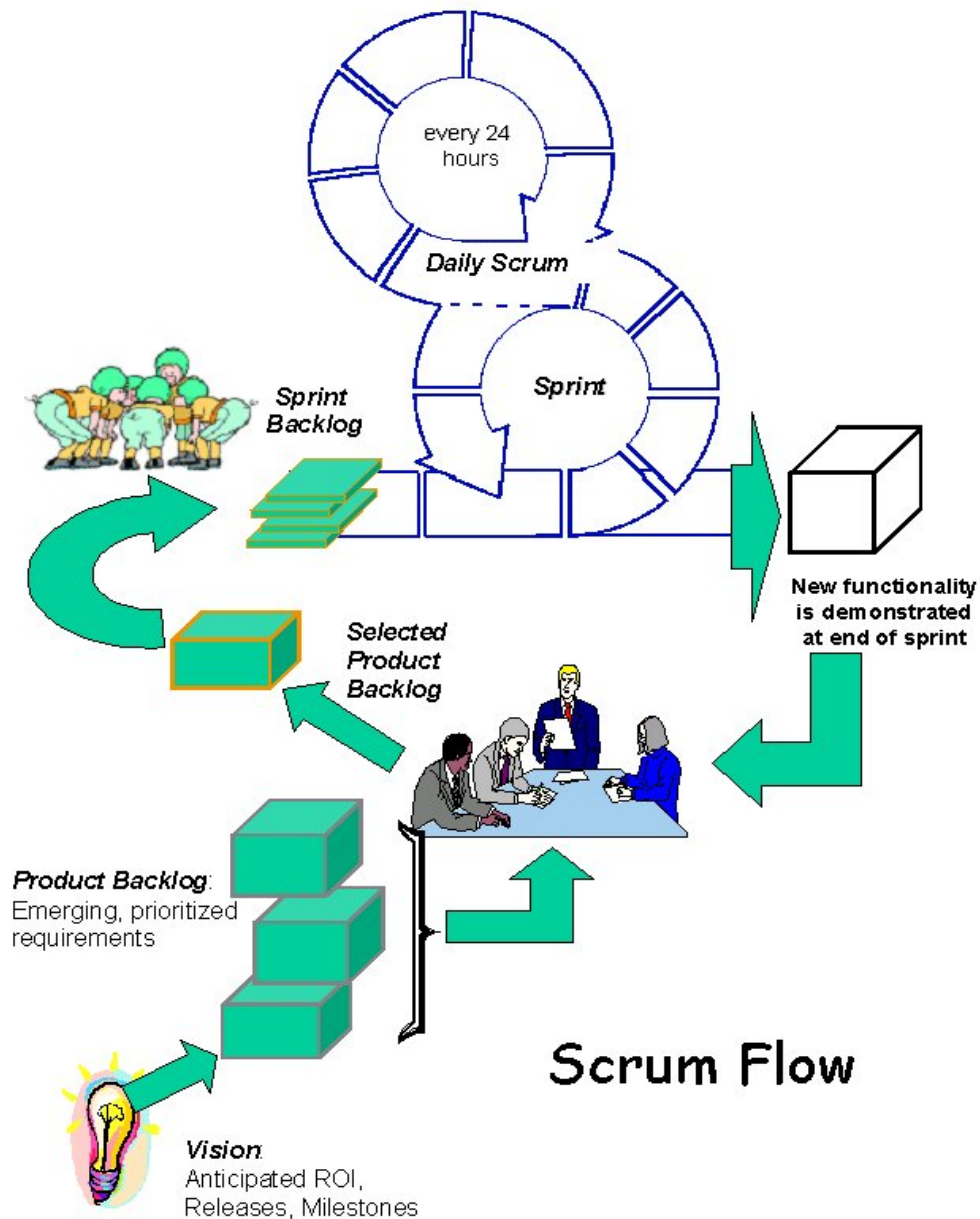 every 24
hours
Daily Scrum
Sprint
Sprint
Backlog
New functionality
is demonstrated
at end of sprint
Selected
Product
Backlog
Product Backlog:
Emerging, prioritized
requirements
Scrum Flow
Vision:
Anticipated ROI,
Releases, Milestones